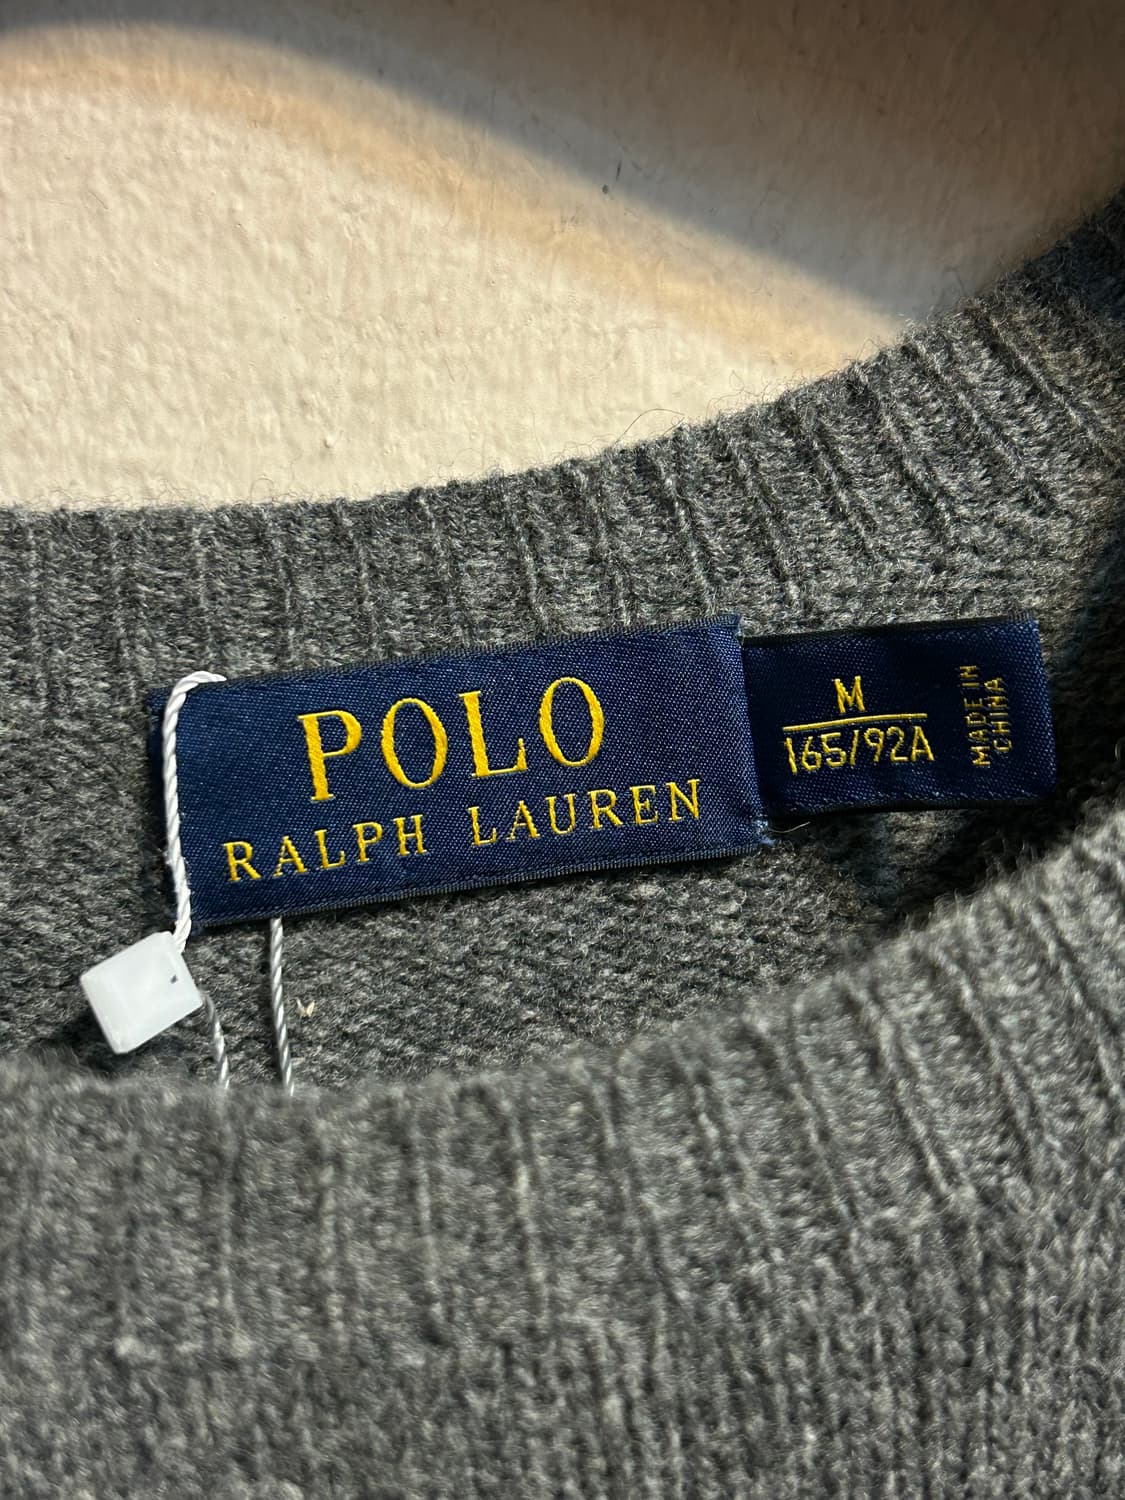 POLO
RALPH LAUREN
M
165/92A
MADE IN
CHINA